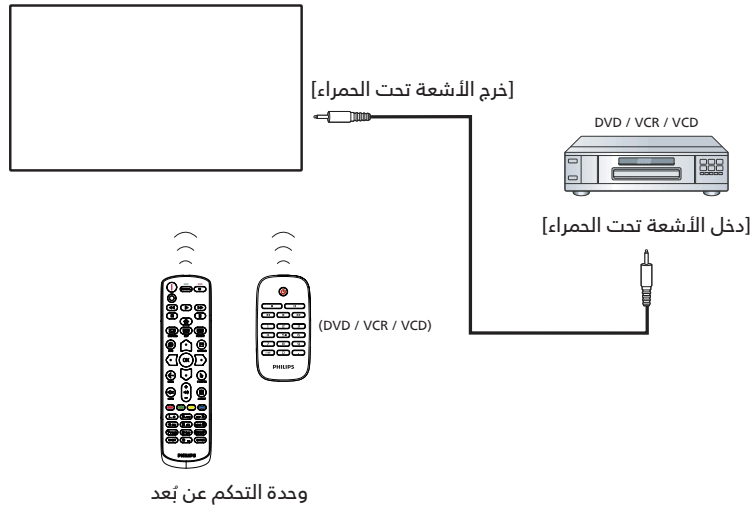 [خرج الأشعة تحت الحمراء]
DVD / VCR / VCD
[دخل الأشعة تحت الحمراء]
(DVD / VCR / VCD)
OK
PHILIPS
PHILIPS
وحدة التحكم عن بُعد